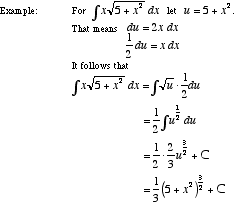 Example: For ∫x√(5 + x²) dx let u = 5 + x².
That means du = 2x dx
1/2 du = x dx
It follows that
∫x√(5 + x²) dx = ∫√u · 1/2 du
= 1/2 ∫u^(1/2) du
= 1/2 · 2/3 u^(3/2) + C
= 1/3 (5 + x²)^(3/2) + C